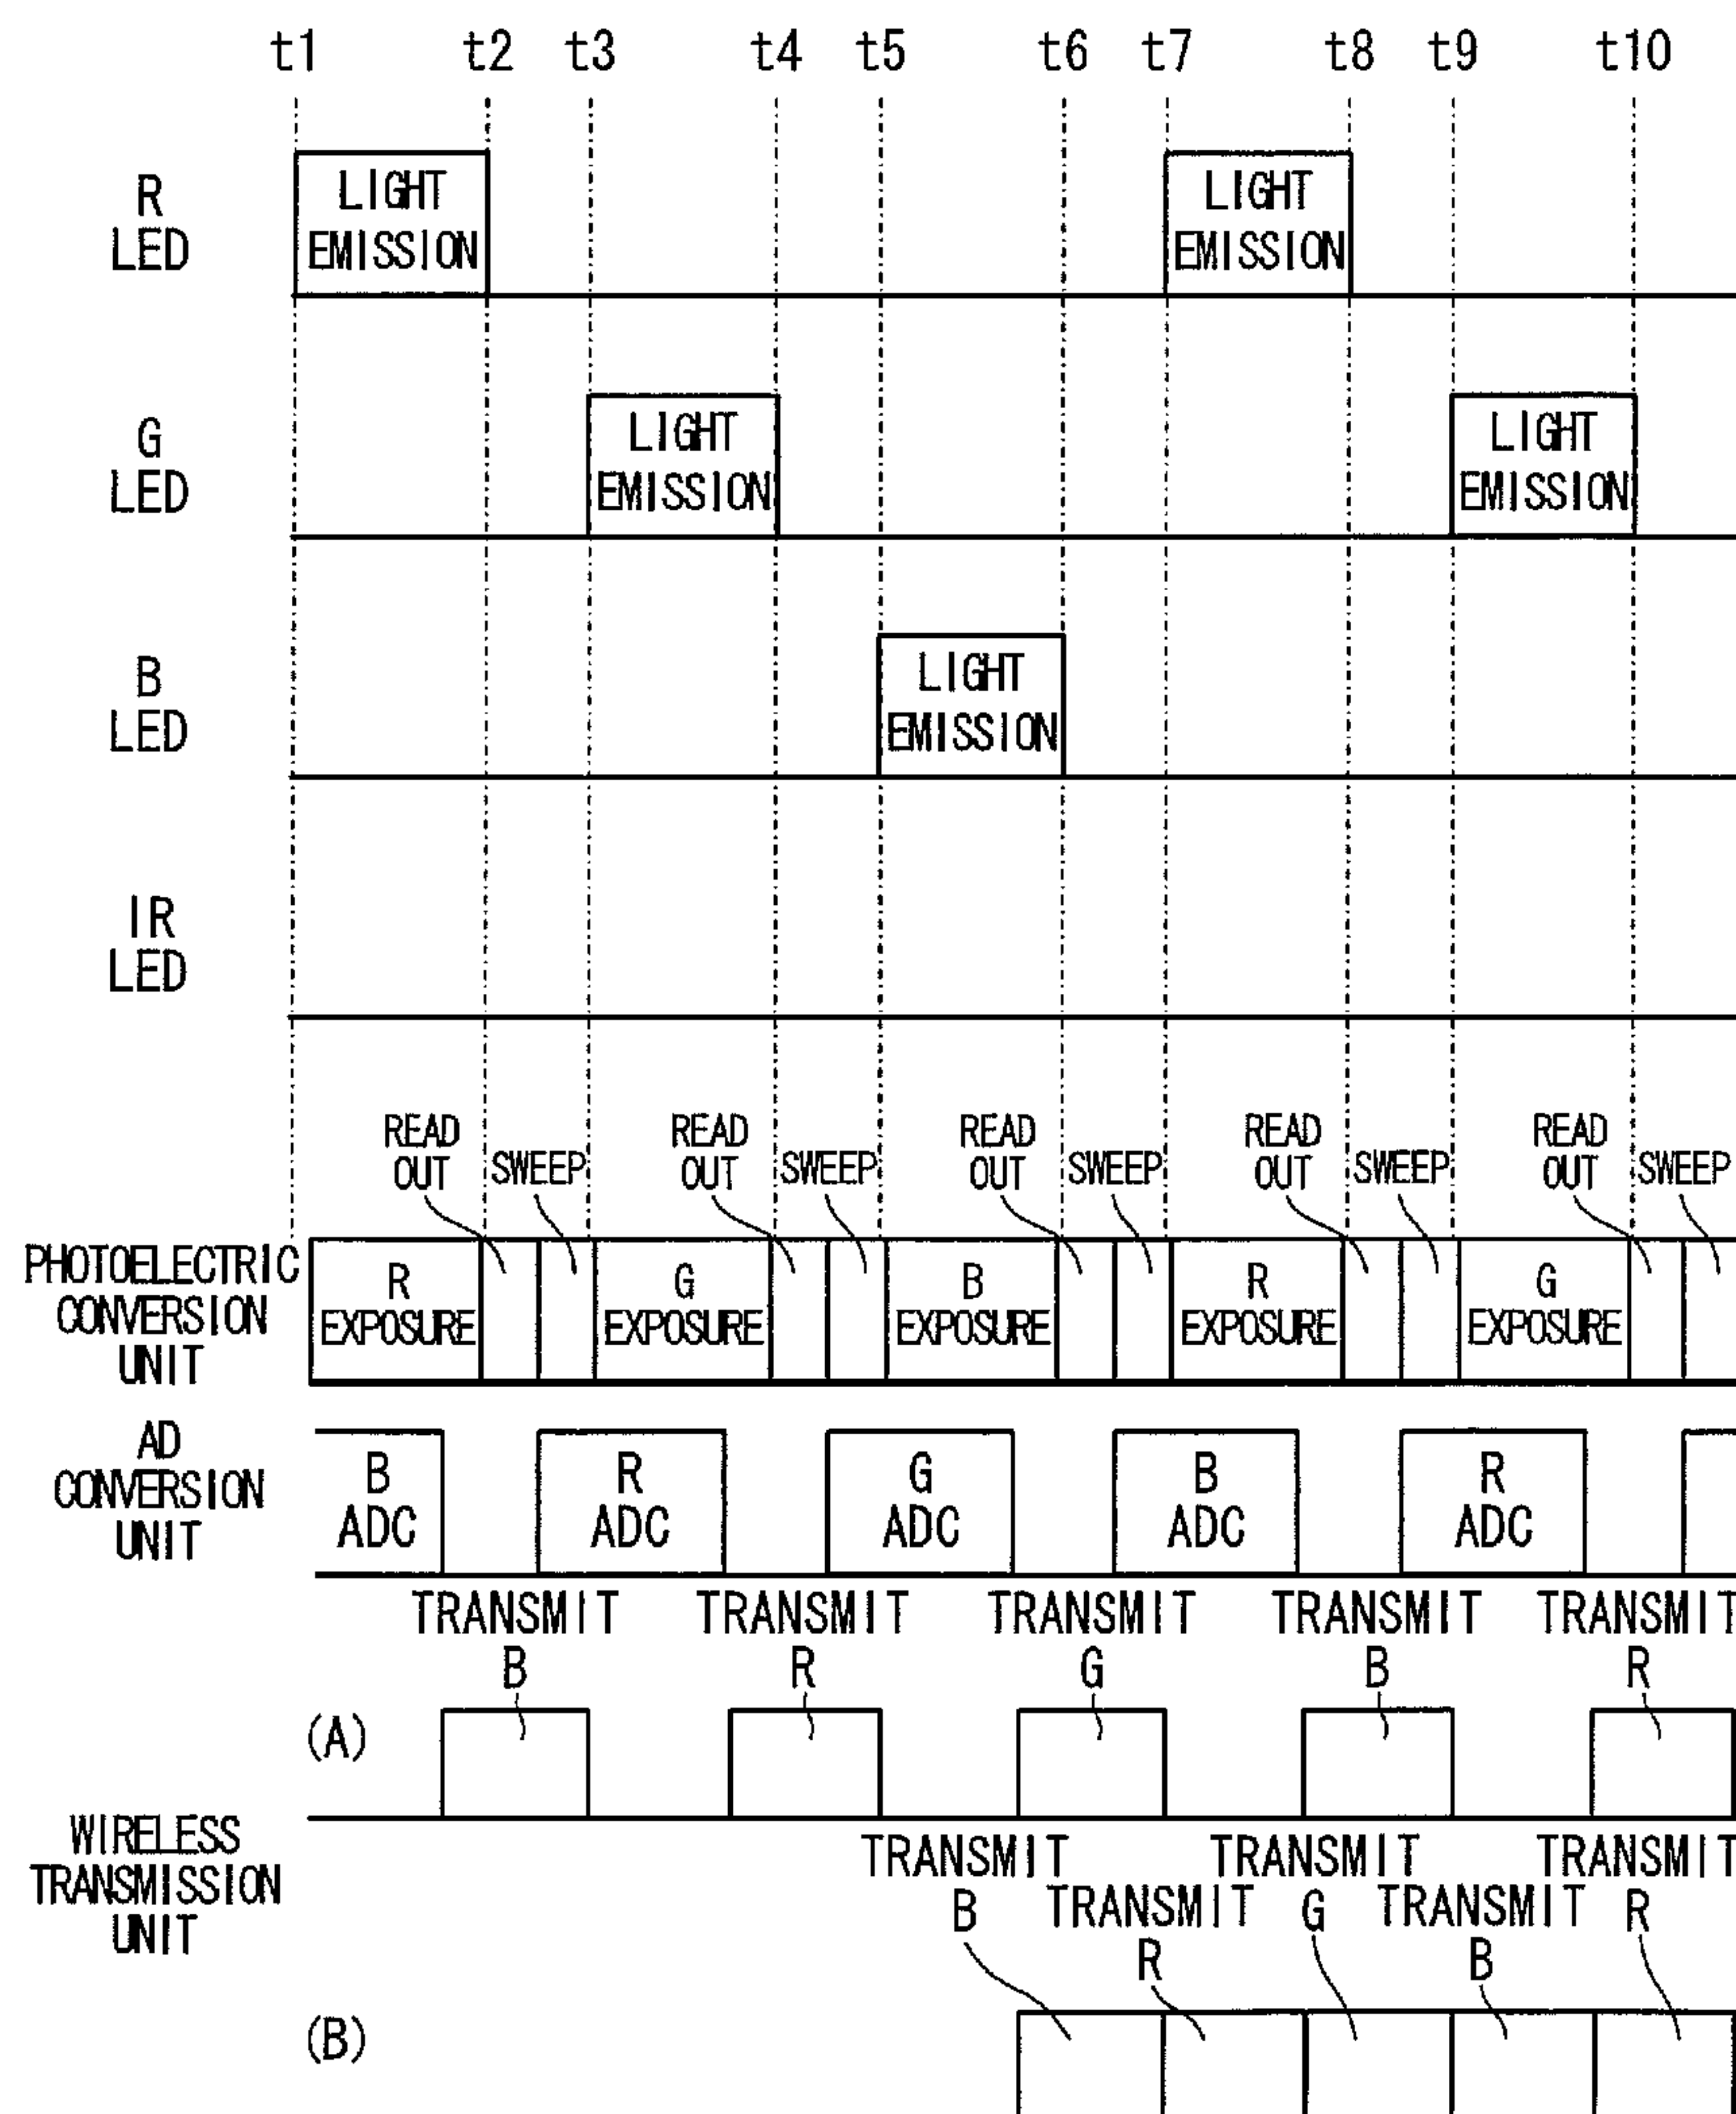 t1 t2 t3 t4 t5 t6 t7 t8 t9 t10
R
LED
LIGHT
EMISSION
LIGHT
EMISSION
G
LED
LIGHT
EMISSION
LIGHT
EMISSION
B
LED
LIGHT
EMISSION
IR
LED
READ
OUT
SWEEP
READ
OUT
SWEEP
READ
OUT
SWEEP
READ
OUT
SWEEP
READ
OUT
SWEEP
PHOTOELECTRIC
CONVERSION
UNIT
R
EXPOSURE
G
EXPOSURE
B
EXPOSURE
R
EXPOSURE
G
EXPOSURE
AD
CONVERSION
UNIT
B
ADC
R
ADC
G
ADC
B
ADC
R
ADC
TRANSMIT
B
TRANSMIT
R
TRANSMIT
G
TRANSMIT
B
TRANSMIT
R
(A)
WIRELESS
TRANSMISSION
UNIT
TRANSMIT
B
TRANSMIT
R
TRANSMIT
G
TRANSMIT
B
TRANSMIT
R
(B)